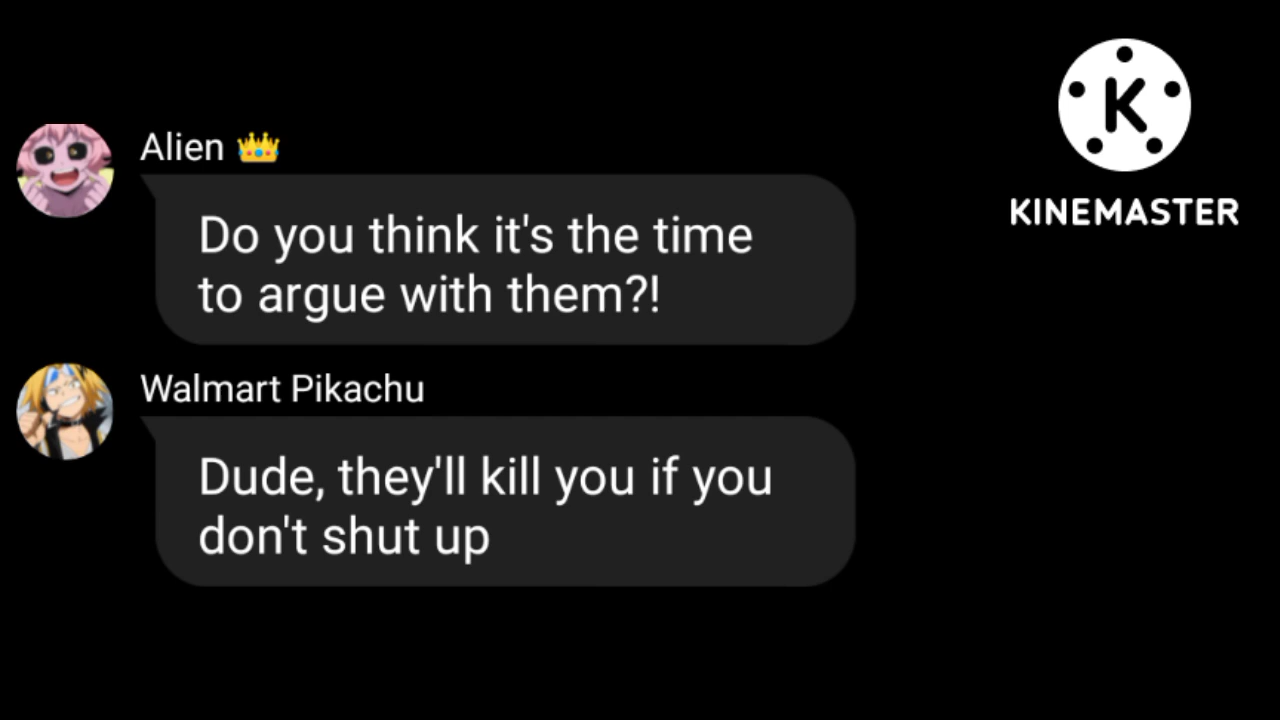 Alien 👑
Do you think it's the time
to argue with them?!
Walmart Pikachu
Dude, they'll kill you if you
don't shut up
K
KINEMASTER